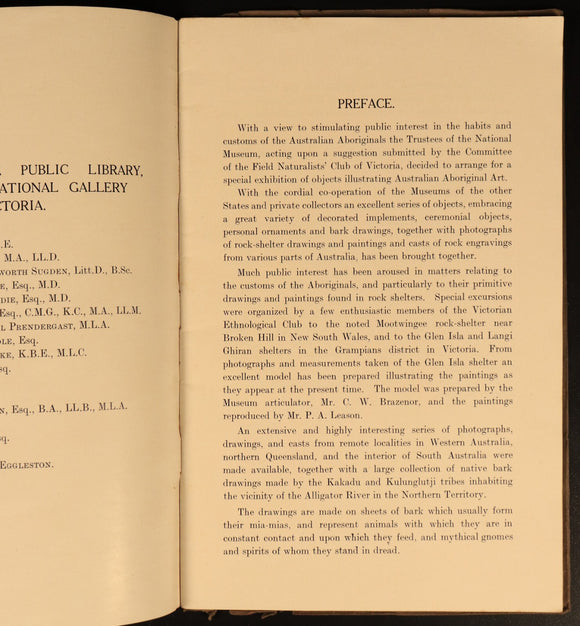 PUBLIC LIBRARY,
NATIONAL GALLERY
CTORIA.
.E.
M.A., LL.D.
WORTH SUGDEN, Litt.D., B.Sc.
E, Esq., M.D.
DIE, Esq., M.D.
Esq., C.M.G., K.C., M.A., LL.M.
L PRENDERGAST, M.L.A.
LE, Esq.
KE, K.B.E., M.L.C.
sq.
N, Esq., B.A., LL.B., M.L.A.
sq.
EGGLESTON.
PREFACE.
With a view to stimulating public interest in the habits and
customs of the Australian Aboriginals the Trustees of the National
Museum, acting upon a suggestion submitted by the Committee
of the Field Naturalists' Club of Victoria, decided to arrange for a
special exhibition of objects illustrating Australian Aboriginal Art.
With the cordial co-operation of the Museums of the other
States and private collectors an excellent series of objects, embracing
a great variety of decorated implements, ceremonial objects,
personal ornaments and bark drawings, together with photographs
of rock-shelter drawings and paintings and casts of rock engravings
from various parts of Australia, has been brought together.
Much public interest has been aroused in matters relating to
the customs of the Aboriginals, and particularly to their primitive
drawings and paintings found in rock shelters. Special excursions
were organized by a few enthusiastic members of the Victorian
Ethnological Club to the noted Mootwingee rock-shelter near
Broken Hill in New South Wales, and to the Glen Isla and Langi
Ghiran shelters in the Grampians district in Victoria. From
photographs and measurements taken of the Glen Isla shelter an
excellent model has been prepared illustrating the paintings as
they appear at the present time. The model was prepared by the
Museum articulator, Mr. C. W. Brazenor, and the paintings
reproduced by Mr. P. A. Leason.
An extensive and highly interesting series of photographs,
drawings, and casts from remote localities in Western Australia,
northern Queensland, and the interior of South Australia were
made available, together with a large collection of native bark
drawings made by the Kakadu and Kulunglutji tribes inhabiting
the vicinity of the Alligator River in the Northern Territory.
The drawings are made on sheets of bark which usually form
their mia-mias, and represent animals with which they are in
constant contact and upon which they feed, and mythical gnomes
and spirits of whom they stand in dread.